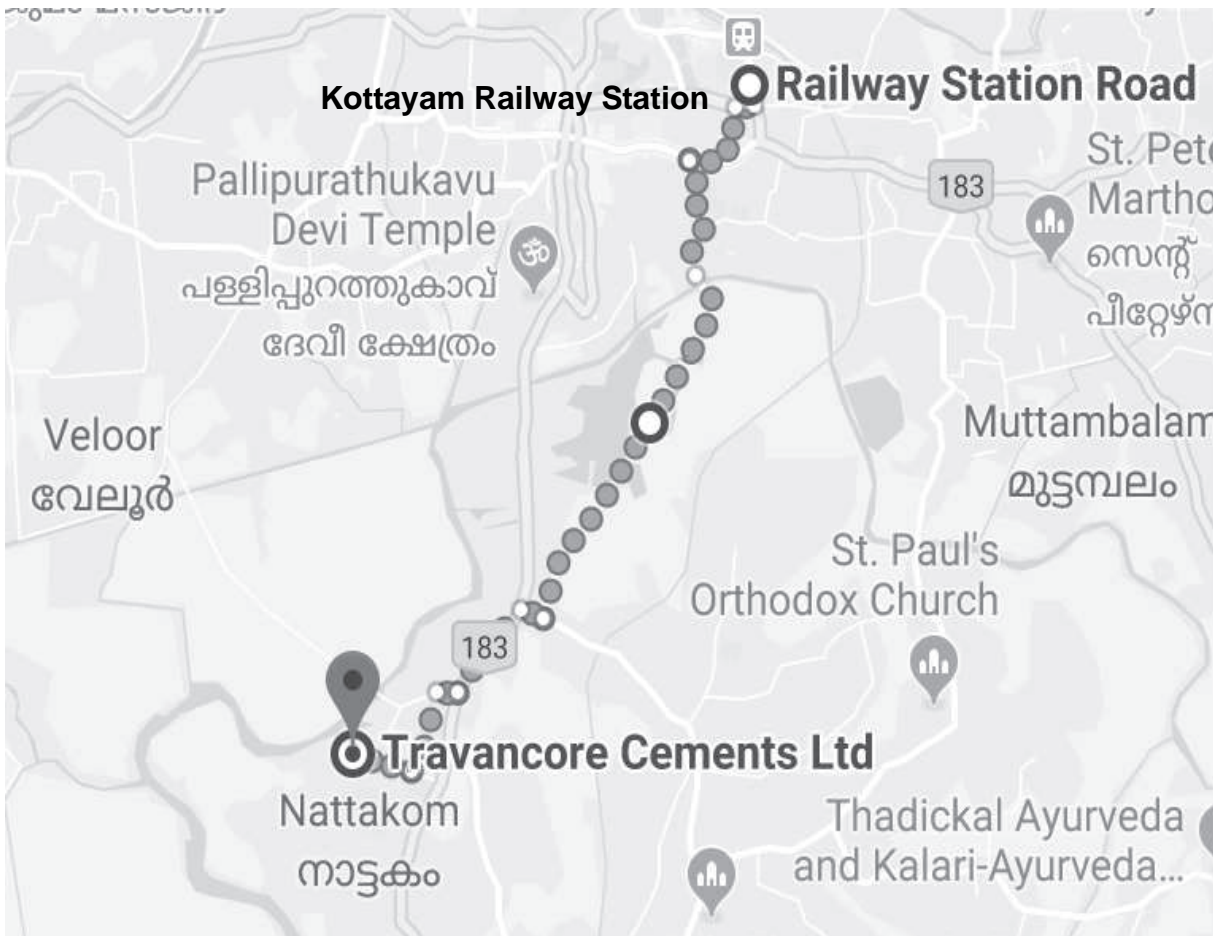 Kottayam Railway Station
Railway Station Road
183
St. Pet
Martho
സെന്റ്
പീറ്റേഴ്സ
Pallipurathukavu
Devi Temple
പള്ളിപ്പുറത്തുകാവ്
ദേവീ ക്ഷേത്രം
Veloor
വേലൂർ
Muttambalam
മുട്ടമ്പലം
St. Paul's
Orthodox Church
183
Travancore Cements Ltd
Nattakom
നാട്ടകം
Thadickal Ayurveda
and Kalari-Ayurveda...